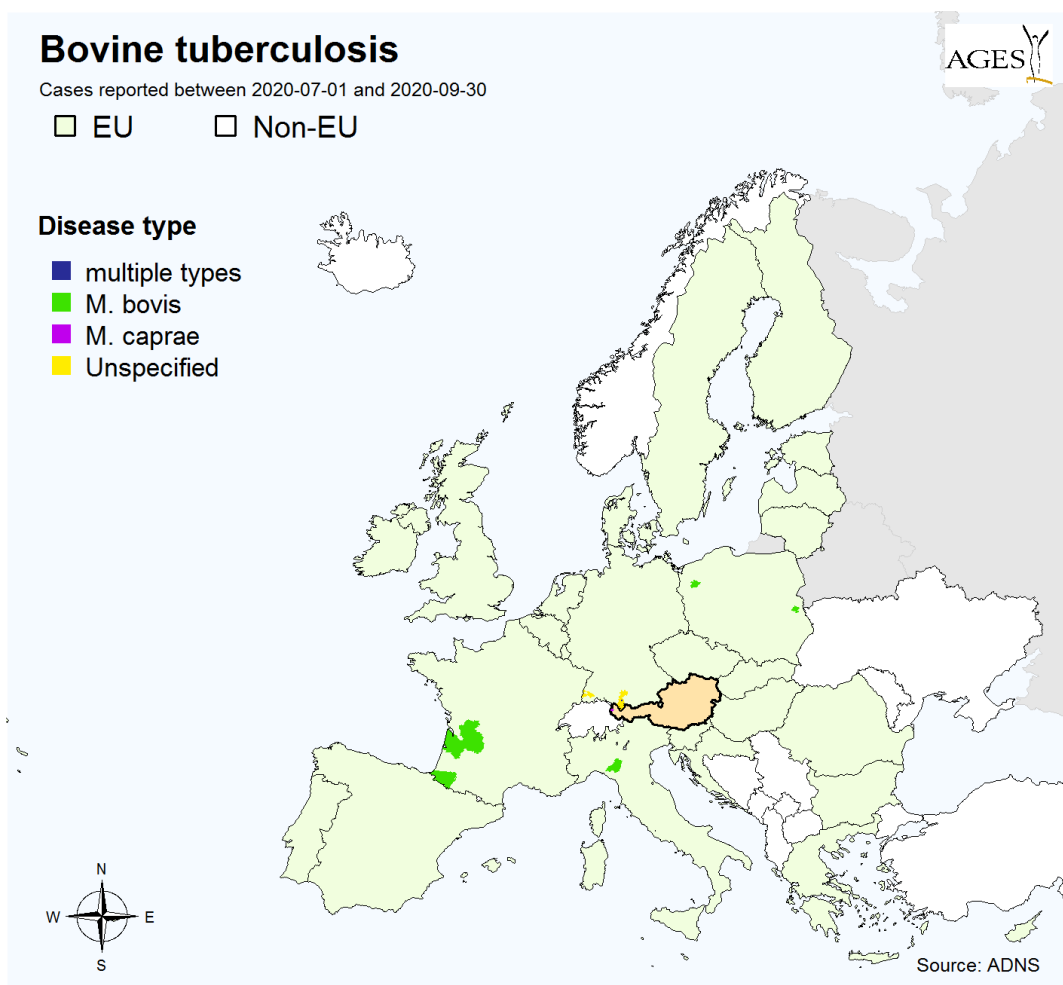 Bovine tuberculosis
Cases reported between 2020-07-01 and 2020-09-30
EU Non-EU
AGES
Disease type
multiple types
M. bovis
M. caprae
Unspecified
N
W E
S
Source: ADNS